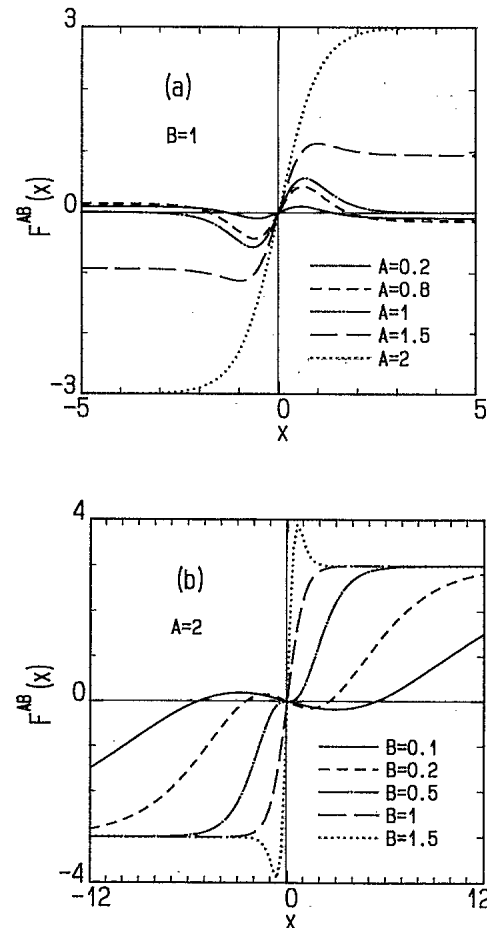 3
(a)
B=1
F^AB (x)
0
A=0.2
A=0.8
A=1
A=1.5
A=2
-3
-5
0
5
x
4
(b)
A=2
F^AB (x)
0
B=0.1
B=0.2
B=0.5
B=1
B=1.5
-4
-12
0
12
x